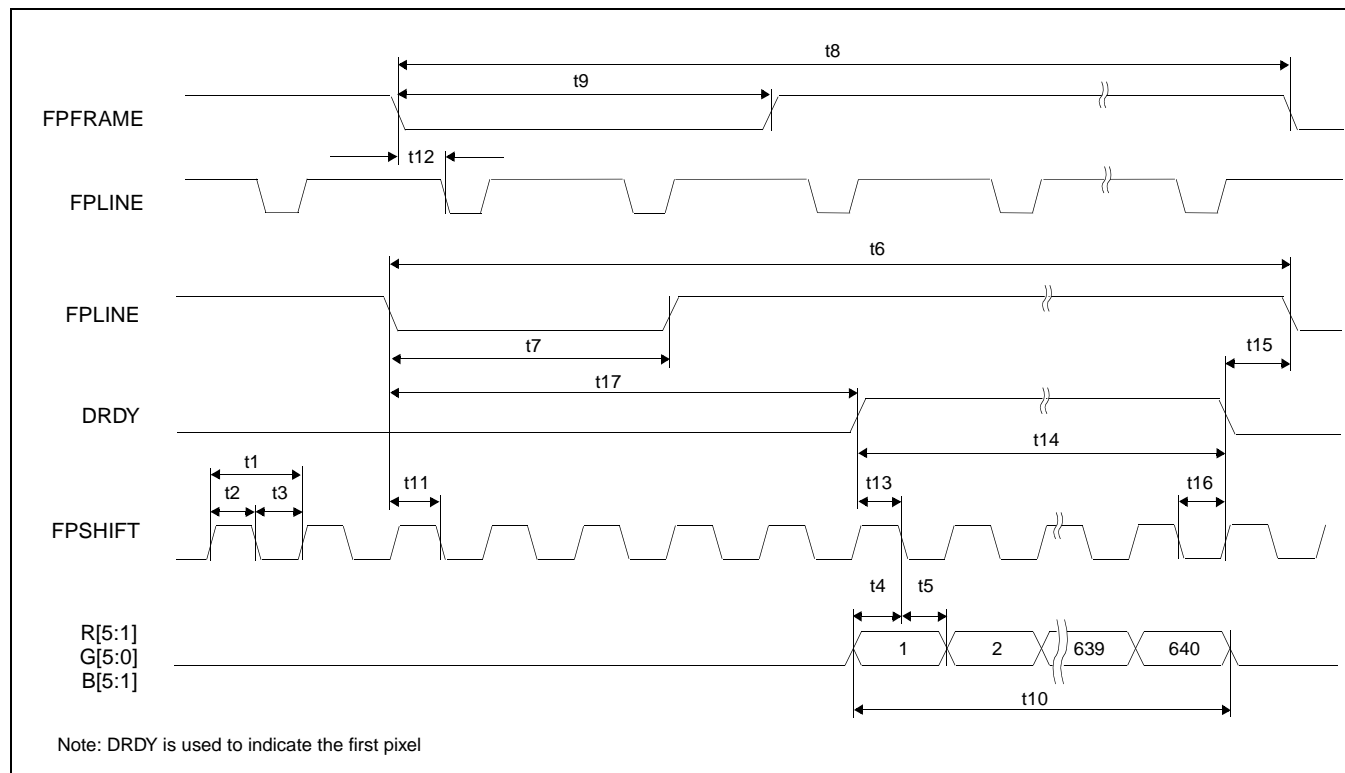 t8
t9
FPFRAME
t12
FPLINE
t6
FPLINE
t7
t15
t17
DRDY
t14
t1
t11
t13
t16
t2 t3
FPSHIFT
t4 t5
R[5:1]
G[5:0]
B[5:1]
1 2 639 640
t10
Note: DRDY is used to indicate the first pixel